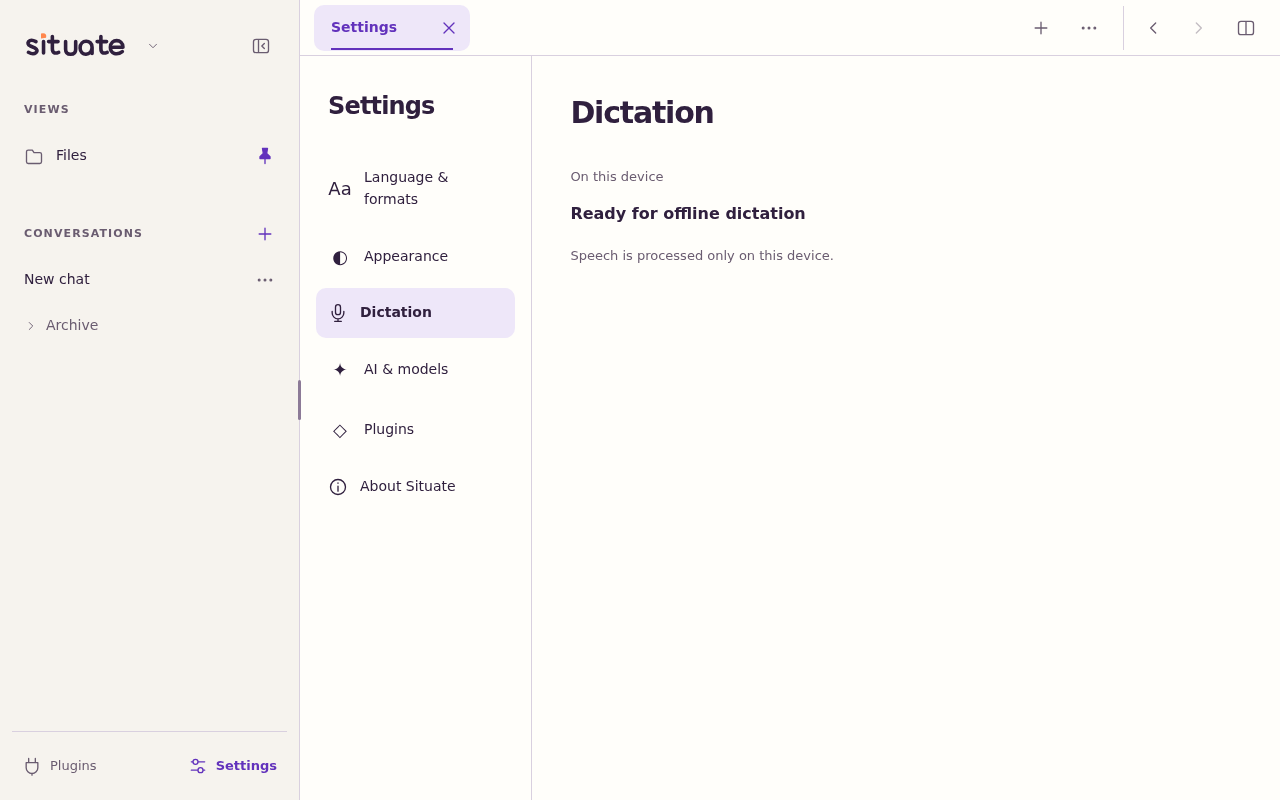 situate
VIEWS
Files
CONVERSATIONS
New chat
Archive
Plugins
Settings
Settings
Settings
Aa
Language &
formats
Appearance
Dictation
AI & models
Plugins
About Situate
Dictation
On this device
Ready for offline dictation
Speech is processed only on this device.